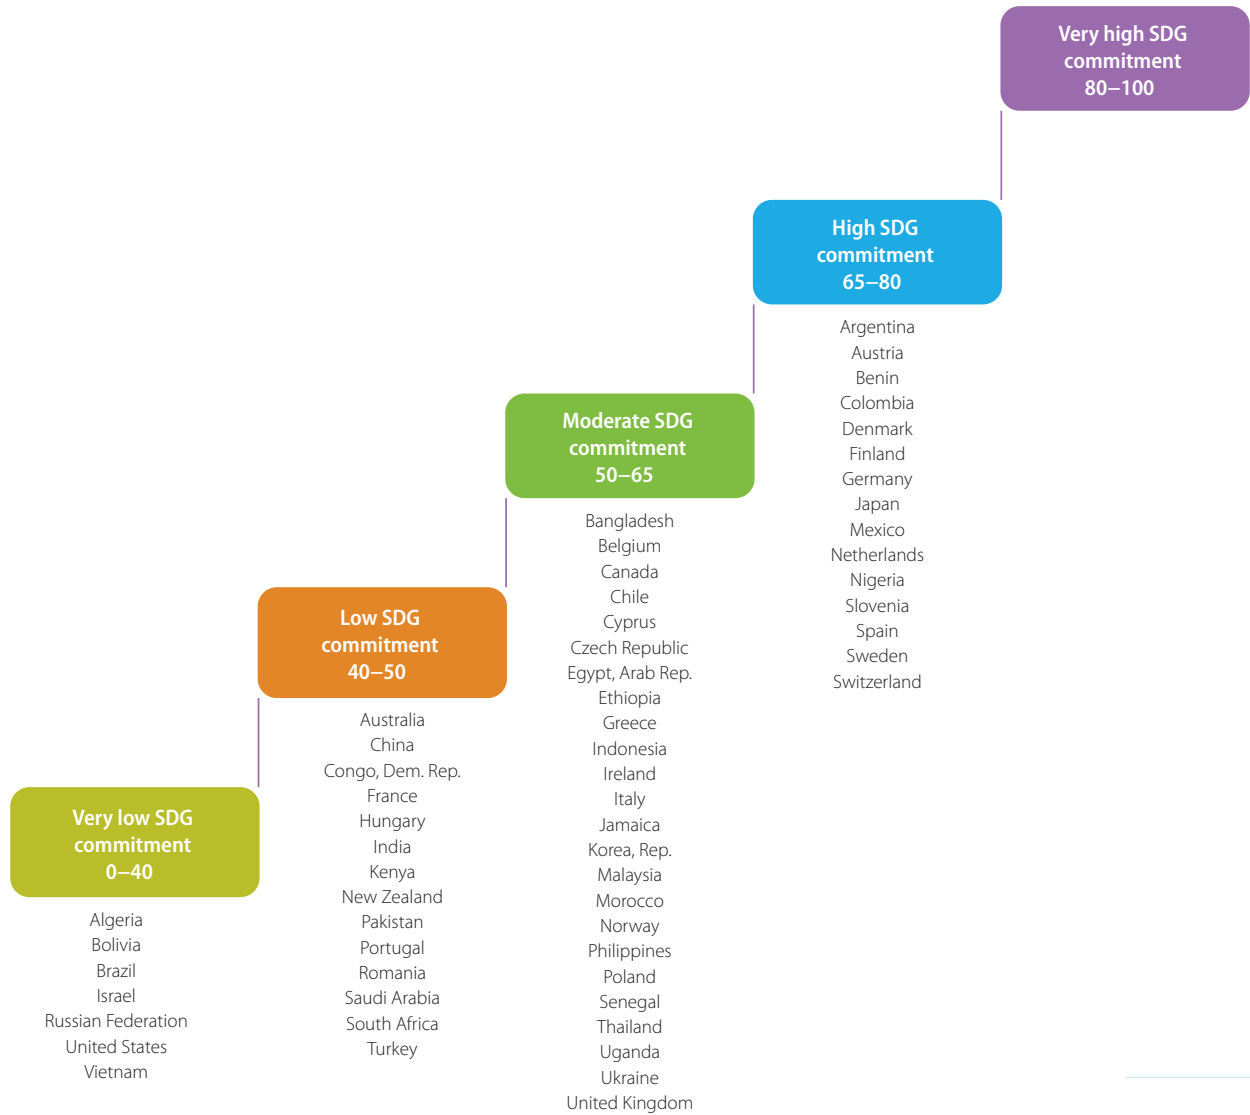 Very high SDG
commitment
80–100
High SDG
commitment
65–80
Argentina
Austria
Benin
Colombia
Denmark
Finland
Germany
Japan
Mexico
Netherlands
Nigeria
Slovenia
Spain
Sweden
Switzerland
Moderate SDG
commitment
50–65
Bangladesh
Belgium
Canada
Chile
Cyprus
Czech Republic
Egypt, Arab Rep.
Ethiopia
Greece
Indonesia
Ireland
Italy
Jamaica
Korea, Rep.
Malaysia
Morocco
Norway
Philippines
Poland
Senegal
Thailand
Uganda
Ukraine
United Kingdom
Low SDG
commitment
40–50
Australia
China
Congo, Dem. Rep.
France
Hungary
India
Kenya
New Zealand
Pakistan
Portugal
Romania
Saudi Arabia
South Africa
Turkey
Very low SDG
commitment
0–40
Algeria
Bolivia
Brazil
Israel
Russian Federation
United States
Vietnam